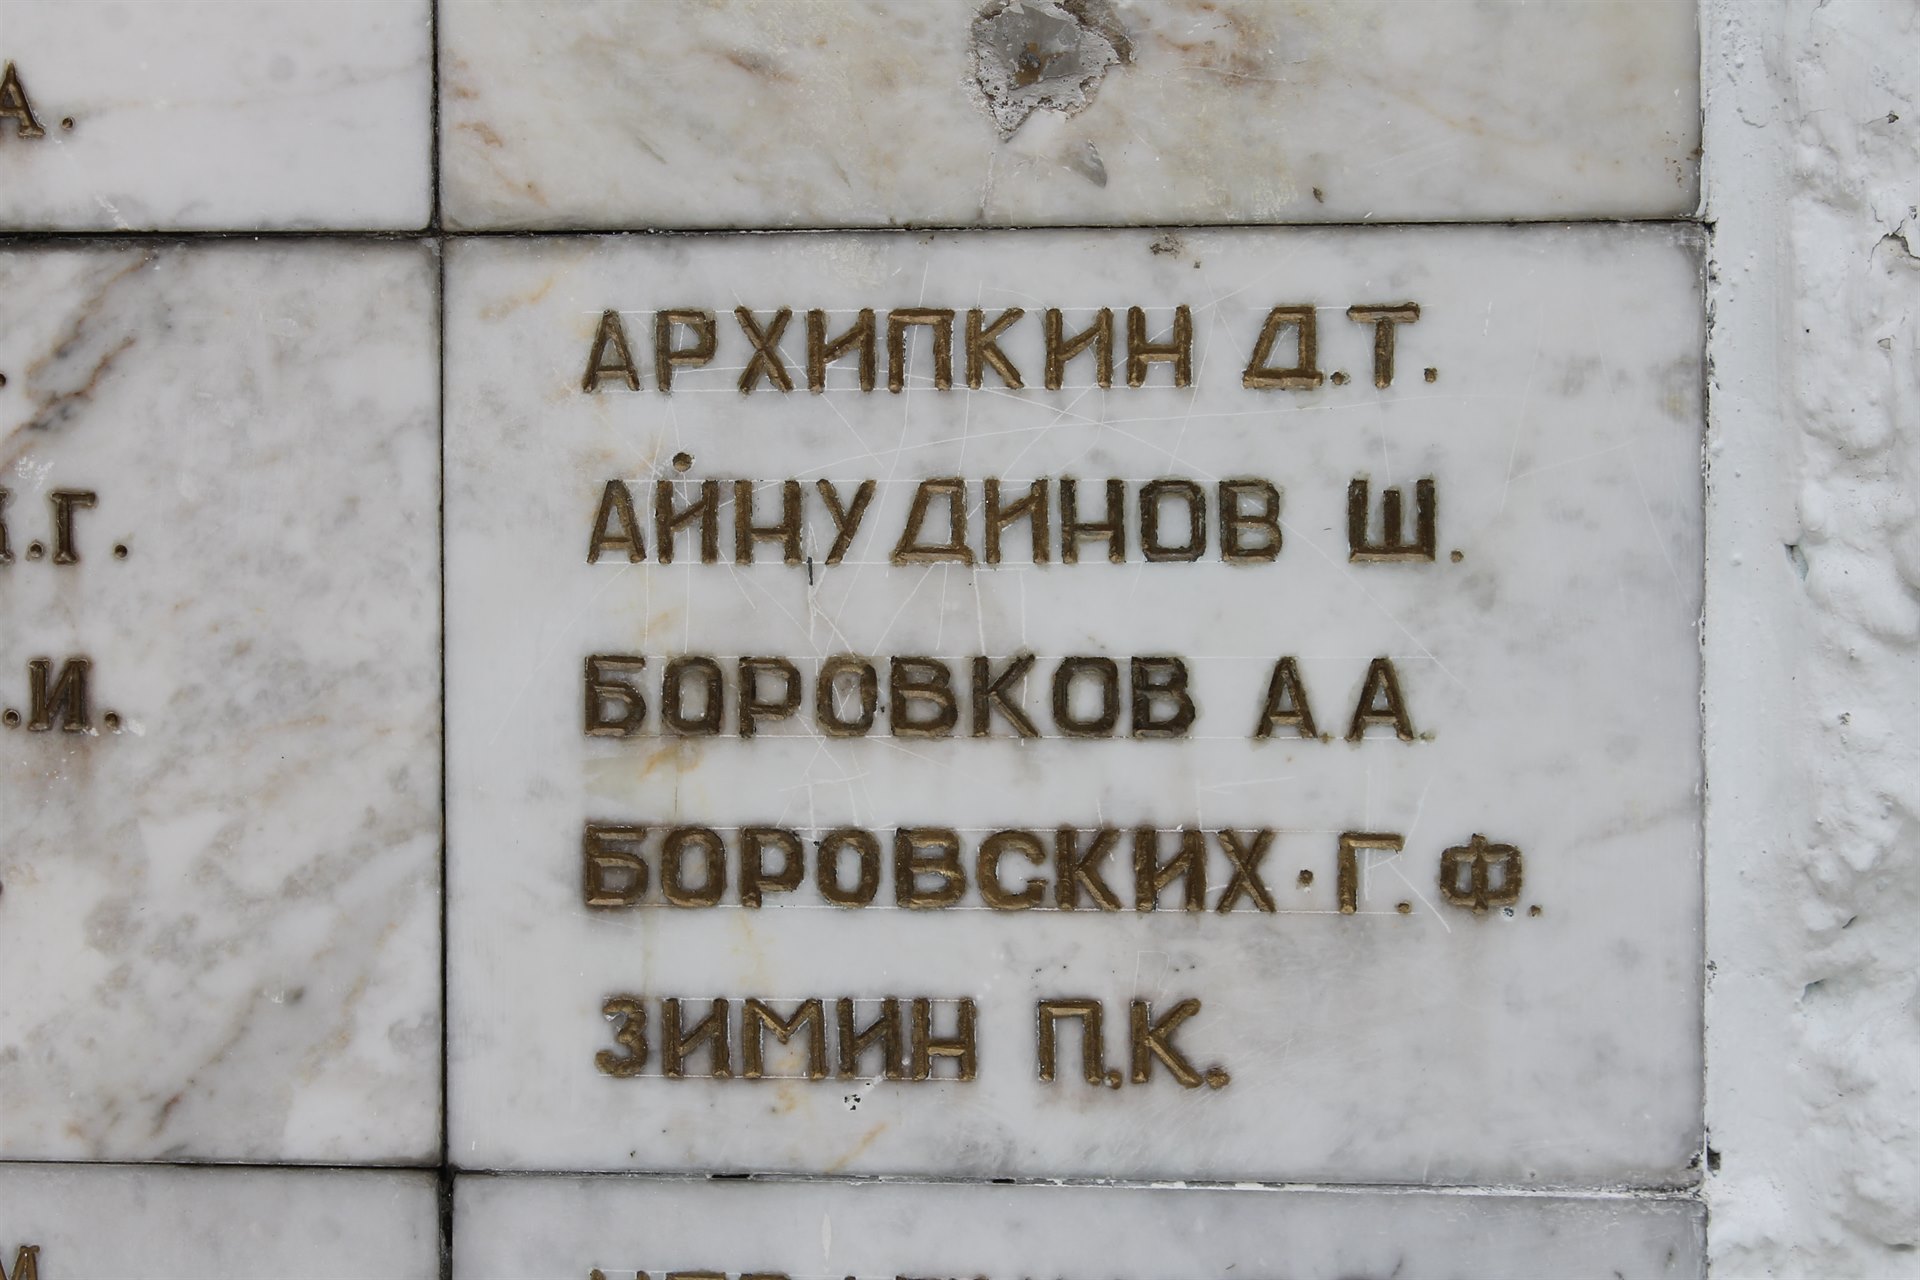 А.
АРХИПКИН Д.Т.
АЙНУДИНОВ Ш.
.Г.
БОРОВКОВ А.А.
.И.
БОРОВСКИХ. Г.Ф.
ЗИМИН П.К.
М